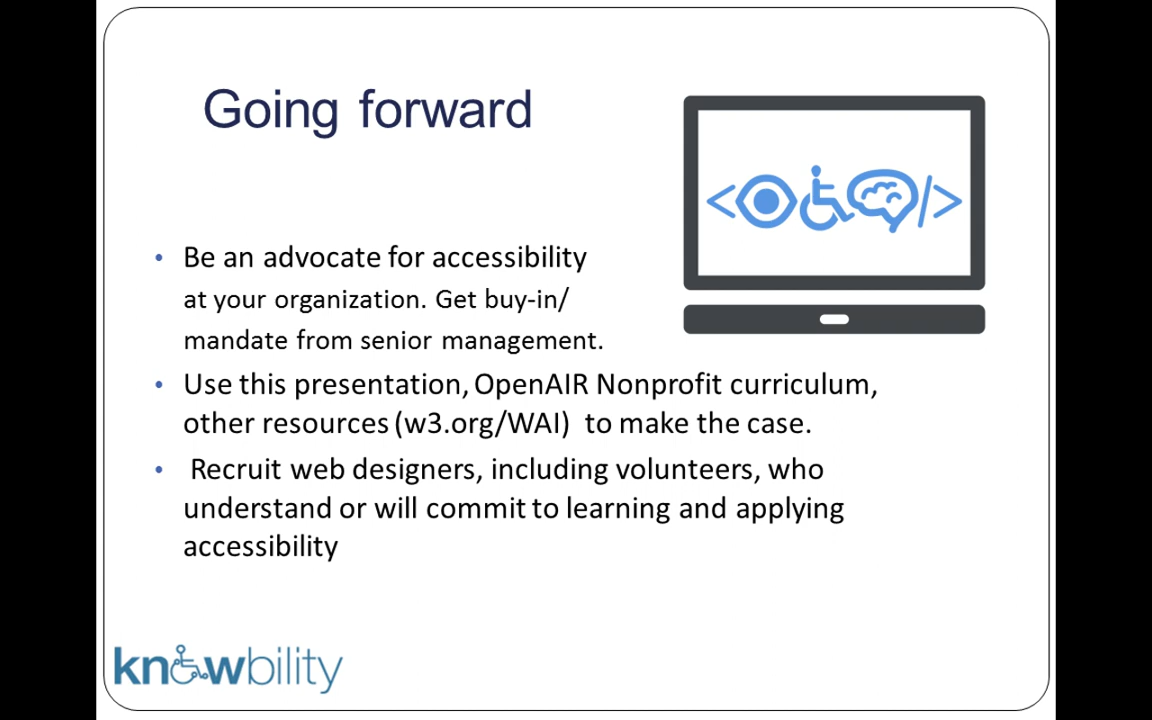 Going forward
• Be an advocate for accessibility
at your organization. Get buy-in/
mandate from senior management.
• Use this presentation, OpenAIR Nonprofit curriculum,
other resources (w3.org/WAI) to make the case.
• Recruit web designers, including volunteers, who
understand or will commit to learning and applying
accessibility
knowbility